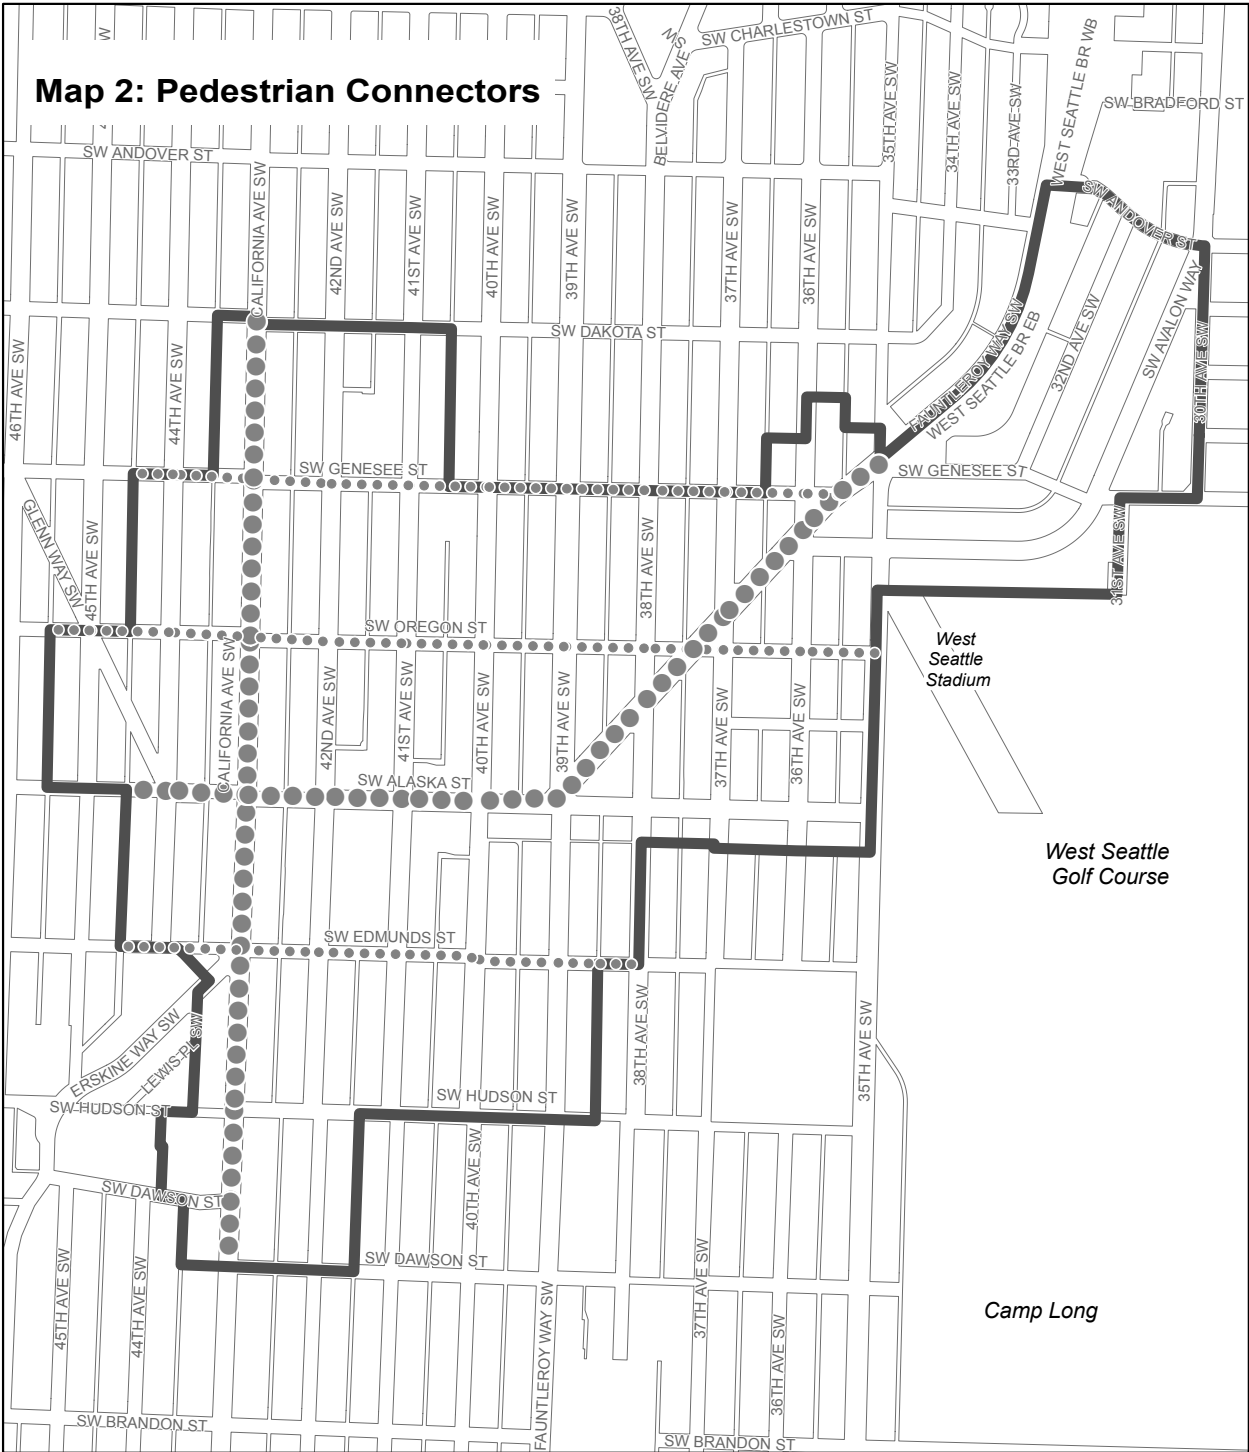 38TH AVE SW
SW
SW CHARLESTOWN ST
W
BELVIDERE AVE
WEST SEATTLE BR WB
Map 2: Pedestrian Connectors
35TH AVE SW
34TH AVE SW
33RD AVE SW
SW BRADFORD ST
SW ANDOVER ST
CALIFORNIA AVE SW
42ND AVE SW
41ST AVE SW
40TH AVE SW
39TH AVE SW
37TH AVE SW
36TH AVE SW
SW ANDOVER ST
SW DAKOTA ST
46TH AVE SW
44TH AVE SW
FAUNTLEROY WAY SW
WEST SEATTLE BR EB
32ND AVE SW
SW AVALON WAY
30TH AVE SW
SW GENESEE ST
SW GENESEE ST
GLENN WAY SW
45TH AVE SW
38TH AVE SW
31ST AVE SW
SW OREGON ST
West
Seattle
Stadium
CALIFORNIA AVE SW
42ND AVE SW
41ST AVE SW
40TH AVE SW
39TH AVE SW
37TH AVE SW
36TH AVE SW
SW ALASKA ST
West Seattle
Golf Course
SW EDMUNDS ST
38TH AVE SW
35TH AVE SW
ERSKINE WAY SW
LEWIS PL SW
SW HUDSON ST
SW HUDSON ST
40TH AVE SW
SW DAWSON ST
SW DAWSON ST
45TH AVE SW
44TH AVE SW
FAUNTLEROY WAY SW
37TH AVE SW
36TH AVE SW
Camp Long
SW BRANDON ST
SW BRANDON ST